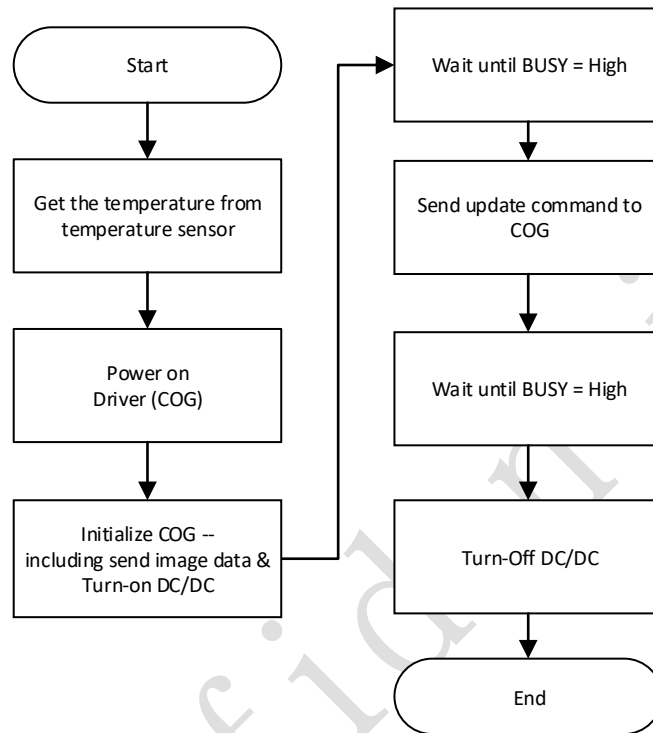 Start
Get the temperature from
temperature sensor
Power on
Driver (COG)
Initialize COG --
including send image data &
Turn-on DC/DC
Wait until BUSY = High
Send update command to
COG
Wait until BUSY = High
Turn-Off DC/DC
End